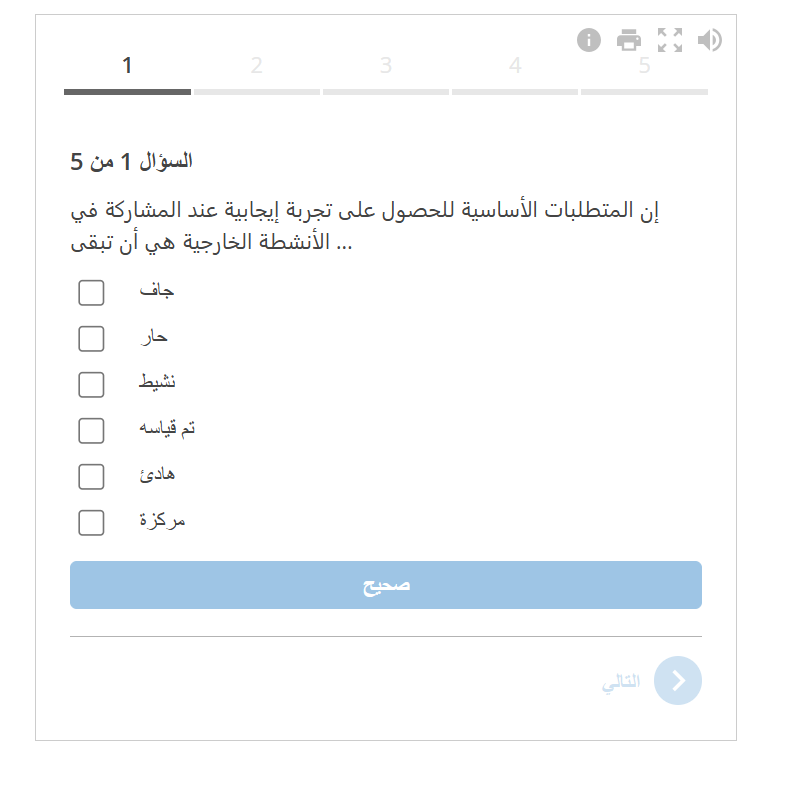 1 2 3 4 5
السؤال 1 من 5
إن المتطلبات الأساسية للحصول على تجربة إيجابية عند المشاركة في
الأنشطة الخارجية هي أن تبقى ...
جاف
حار
نشيط
تم قياسه
هادئ
مركزة
صحيح
التالي